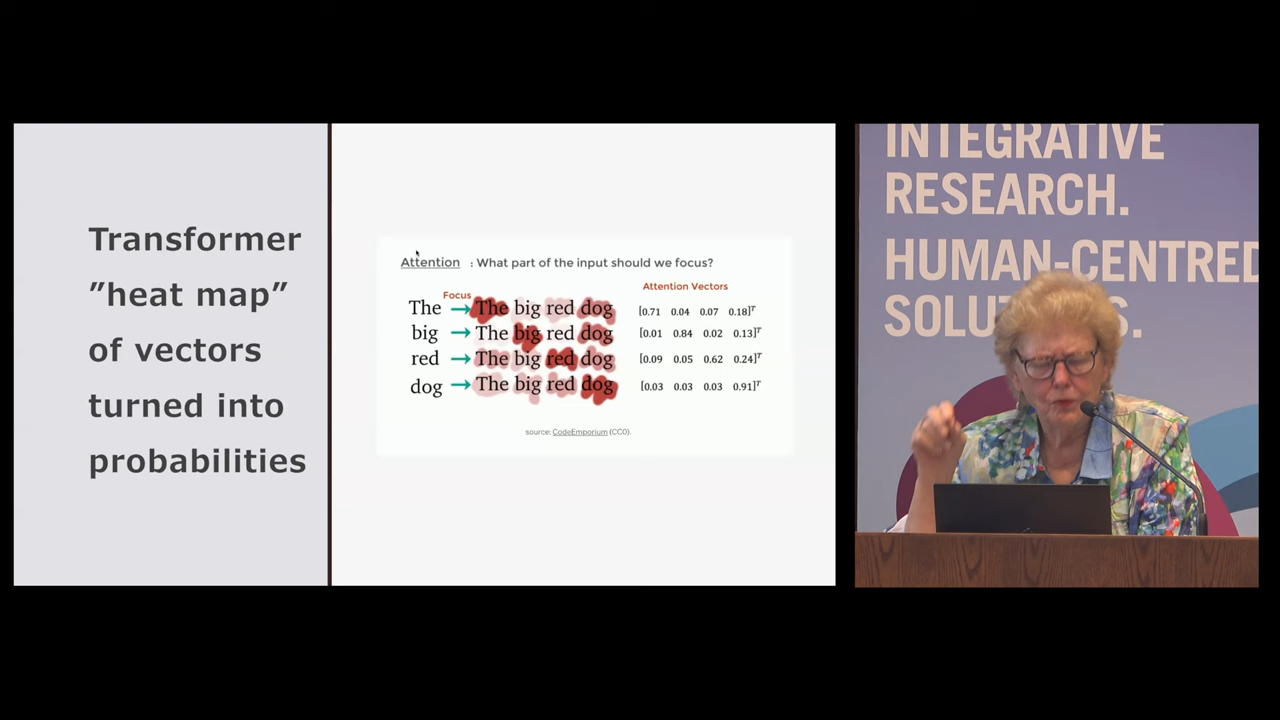 Transformer
”heat map”
of vectors
turned into
probabilities
Attention : What part of the input should we focus?
Focus
Attention Vectors
The → The big red dog [0.71 0.04 0.07 0.18]ᵀ
big → The big red dog [0.01 0.84 0.02 0.13]ᵀ
red → The big red dog [0.09 0.05 0.62 0.24]ᵀ
dog → The big red dog [0.03 0.03 0.03 0.91]ᵀ
source: CodeEmporium (CC0).
INTEGRATIVE
RESEARCH.
HUMAN-CENTRED
SOLU S.